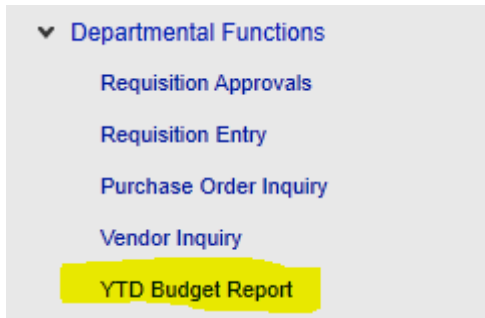 Departmental Functions
Requisition Approvals
Requisition Entry
Purchase Order Inquiry
Vendor Inquiry
YTD Budget Report